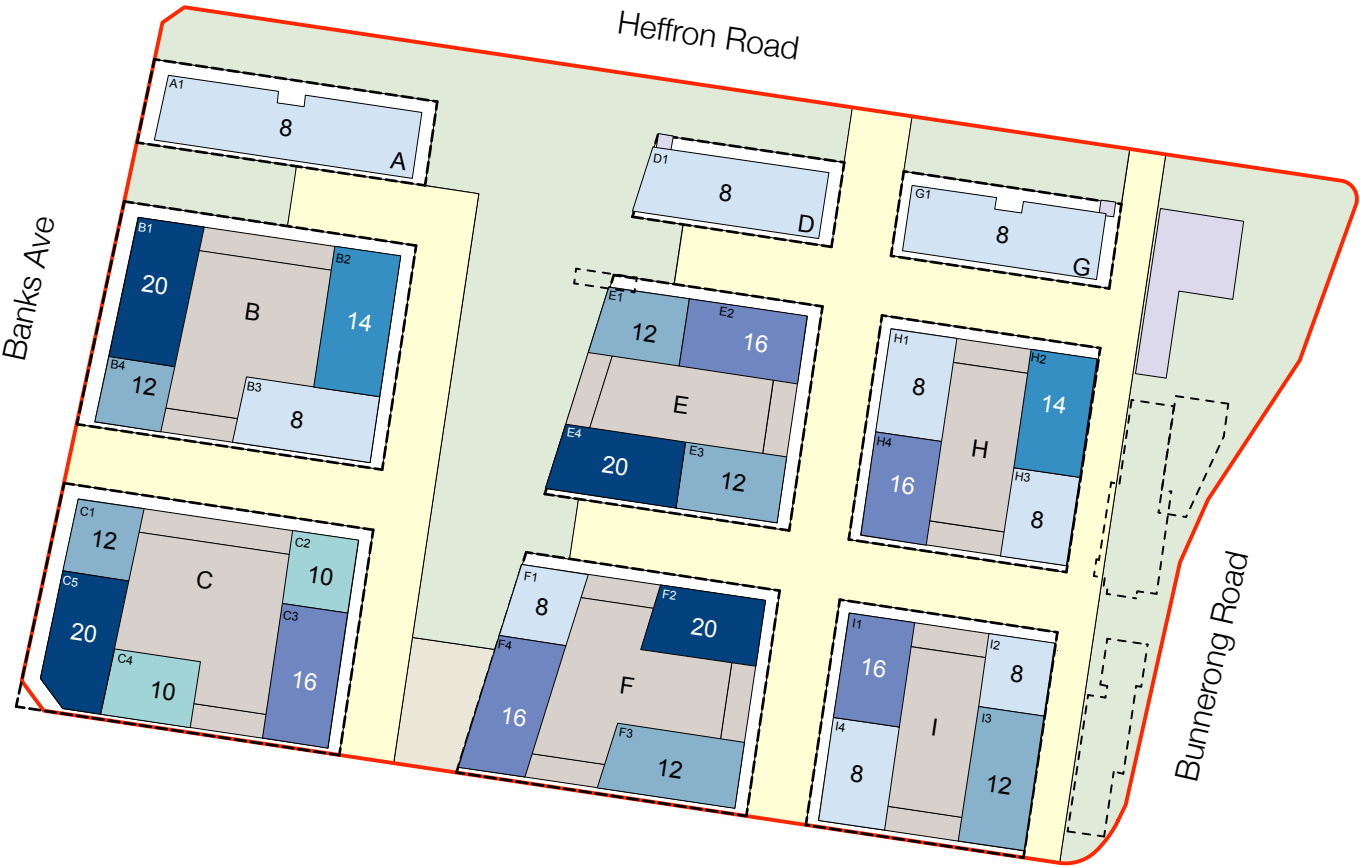 Heffron Road
A1
8
A
D1
8
D
G1
8
G
Banks Ave
B1
20
B
B2
14
B4
12
B3
8
E1
12
E2
16
E
E4
20
E3
12
H1
8
H2
14
H
H4
16
H3
8
C1
12
C
C2
10
C5
20
C3
16
C4
10
F1
8
F2
20
F4
16
F
F3
12
I1
16
I2
8
I
I4
8
I3
12
Bunnerong Road